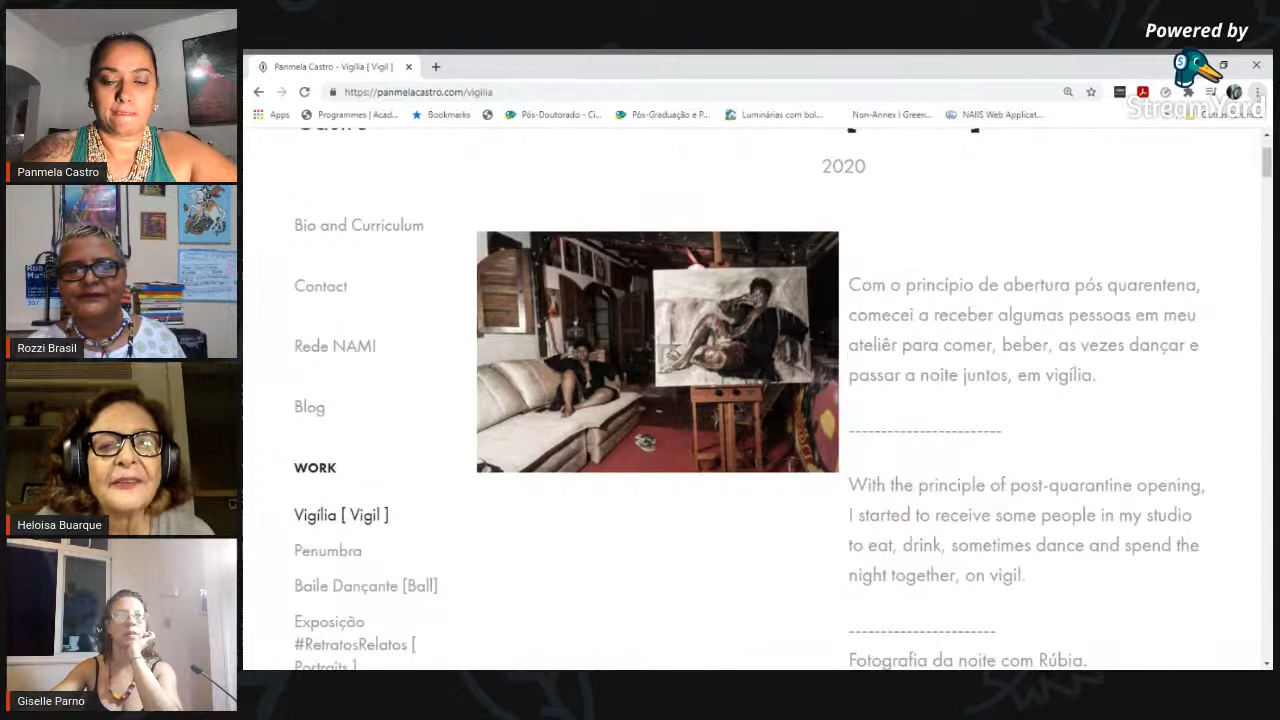 Powered by
StreamYard
Panmela Castro
Rozzi Brasil
Heloisa Buarque
Giselle Parno
Panmela Castro - Vigília [ Vigil ]
https://panmelacastro.com/vigilia
Apps
Programmes | Acad...
Bookmarks
Pós-Doutorado - Ci...
Pós-Graduação e P...
Luminárias com bol...
Non-Annex I Green...
NAIIS Web Applicat...
2020
Bio and Curriculum
Contact
Rede NAMI
Blog
WORK
Vigília [ Vigil ]
Penumbra
Baile Dançante [Ball]
Exposição
#RetratosRelatos [
Portraits ]
Com o princípio de abertura pós quarentena,
comecei a receber algumas pessoas em meu
ateliêr para comer, beber, as vezes dançar e
passar a noite juntos, em vigília.
------------------------
With the principle of post-quarantine opening,
I started to receive some people in my studio
to eat, drink, sometimes dance and spend the
night together, on vigil.
-----------------------
Fotografia da noite com Rúbia.